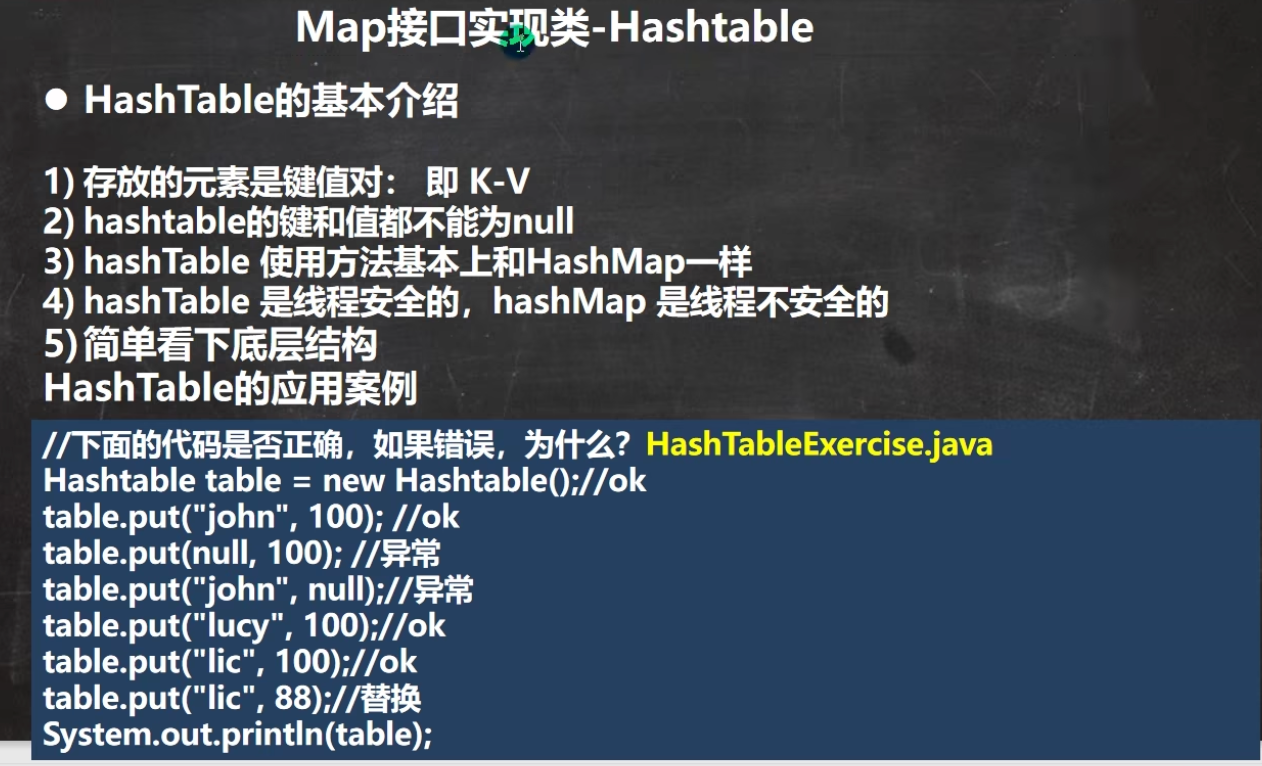 Map接口实现类-Hashtable
● HashTable的基本介绍
1) 存放的元素是键值对： 即 K-V
2) hashtable的键和值都不能为null
3) hashTable 使用方法基本上和HashMap一样
4) hashTable 是线程安全的，hashMap 是线程不安全的
5) 简单看下底层结构
HashTable的应用案例
//下面的代码是否正确，如果错误，为什么？HashTableExercise.java
Hashtable table = new Hashtable();//ok
table.put("john", 100); //ok
table.put(null, 100); //异常
table.put("john", null);//异常
table.put("lucy", 100);//ok
table.put("lic", 100);//ok
table.put("lic", 88);//替换
System.out.println(table);